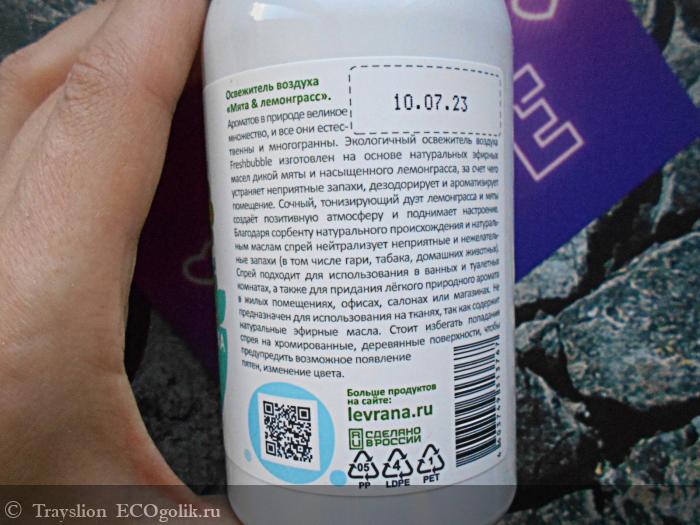 Освежитель воздуха
«Мята & лемонграсс».
Ароматов в природе великое
множество, и все они естес-
твенны и многогранны. Экологичный освежитель воздуха
Freshbubble изготовлен на основе натуральных эфирных
масел дикой мяты и насыщенного лемонграсса, за счет чего
устраняет неприятные запахи, дезодорирует и ароматизирует
помещение. Сочный, тонизирующий дуэт лемонграсса и мяты
создаёт позитивную атмосферу и поднимает настроение.
Благодаря сорбенту натурального происхождения и натураль-
ным маслам спрей нейтрализует неприятные и нежелатель-
ные запахи (в том числе гари, табака, домашних животных).
Спрей подходит для использования в ванных и туалетных
комнатах, а также для придания лёгкого природного аромата
в жилых помещениях, офисах, салонах или магазинах. Не
предназначен для использования на тканях, так как содержит
натуральные эфирные масла. Стоит избегать попадания
спрея на хромированные, деревянные поверхности, чтобы
предупредить возможное появление
пятен, изменение цвета.
10.07.23
Больше продуктов
на сайте:
levrana.ru
СДЕЛАНО
В РОССИИ
05 4 1
PP LDPE PET
© Trayslion ECOgolik.ru